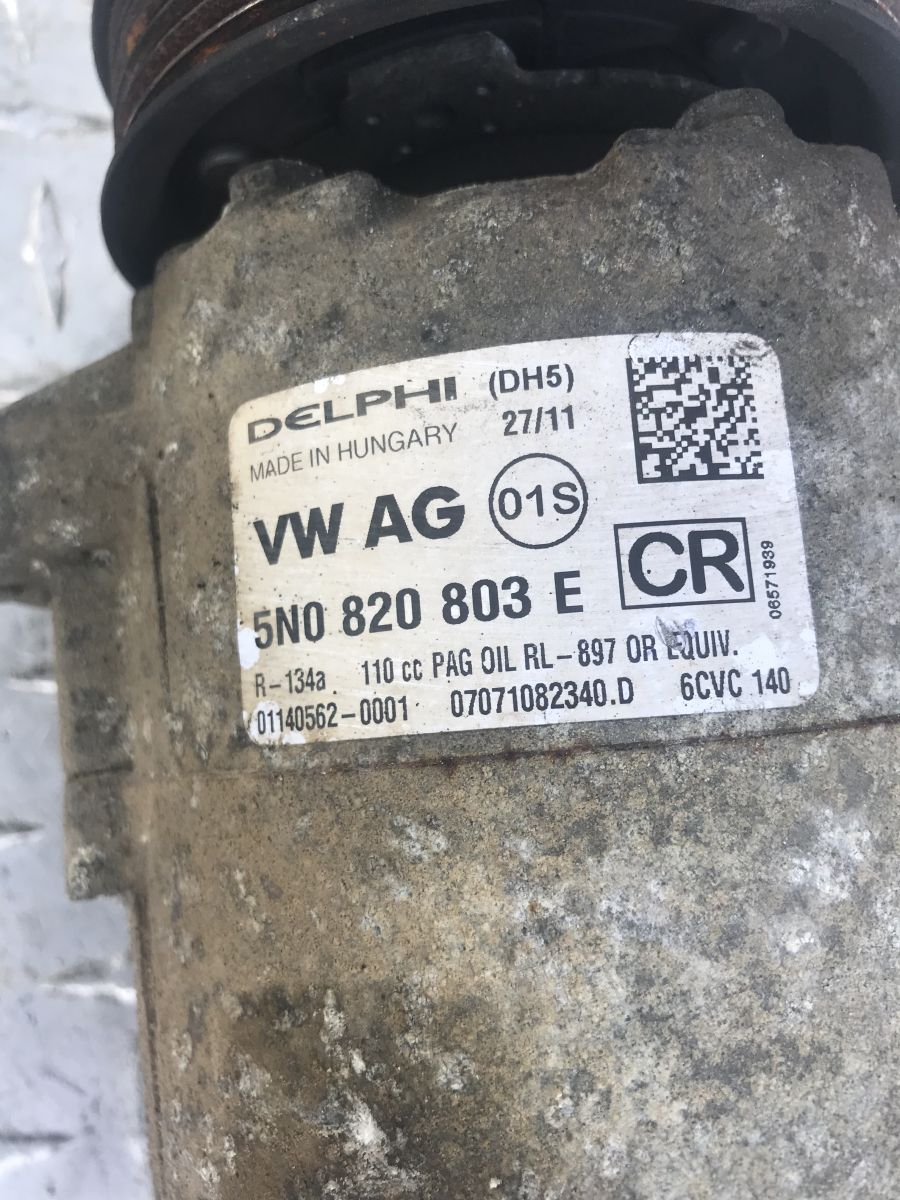 DELPHI (DH5)
MADE IN HUNGARY 27/11
VW AG 01S
5N0 820 803 E CR
06571939
R-134a. 110 cc PAG OIL RL-897 OR EQUIV.
01140562-0001 07071082340.D 6CVC 140